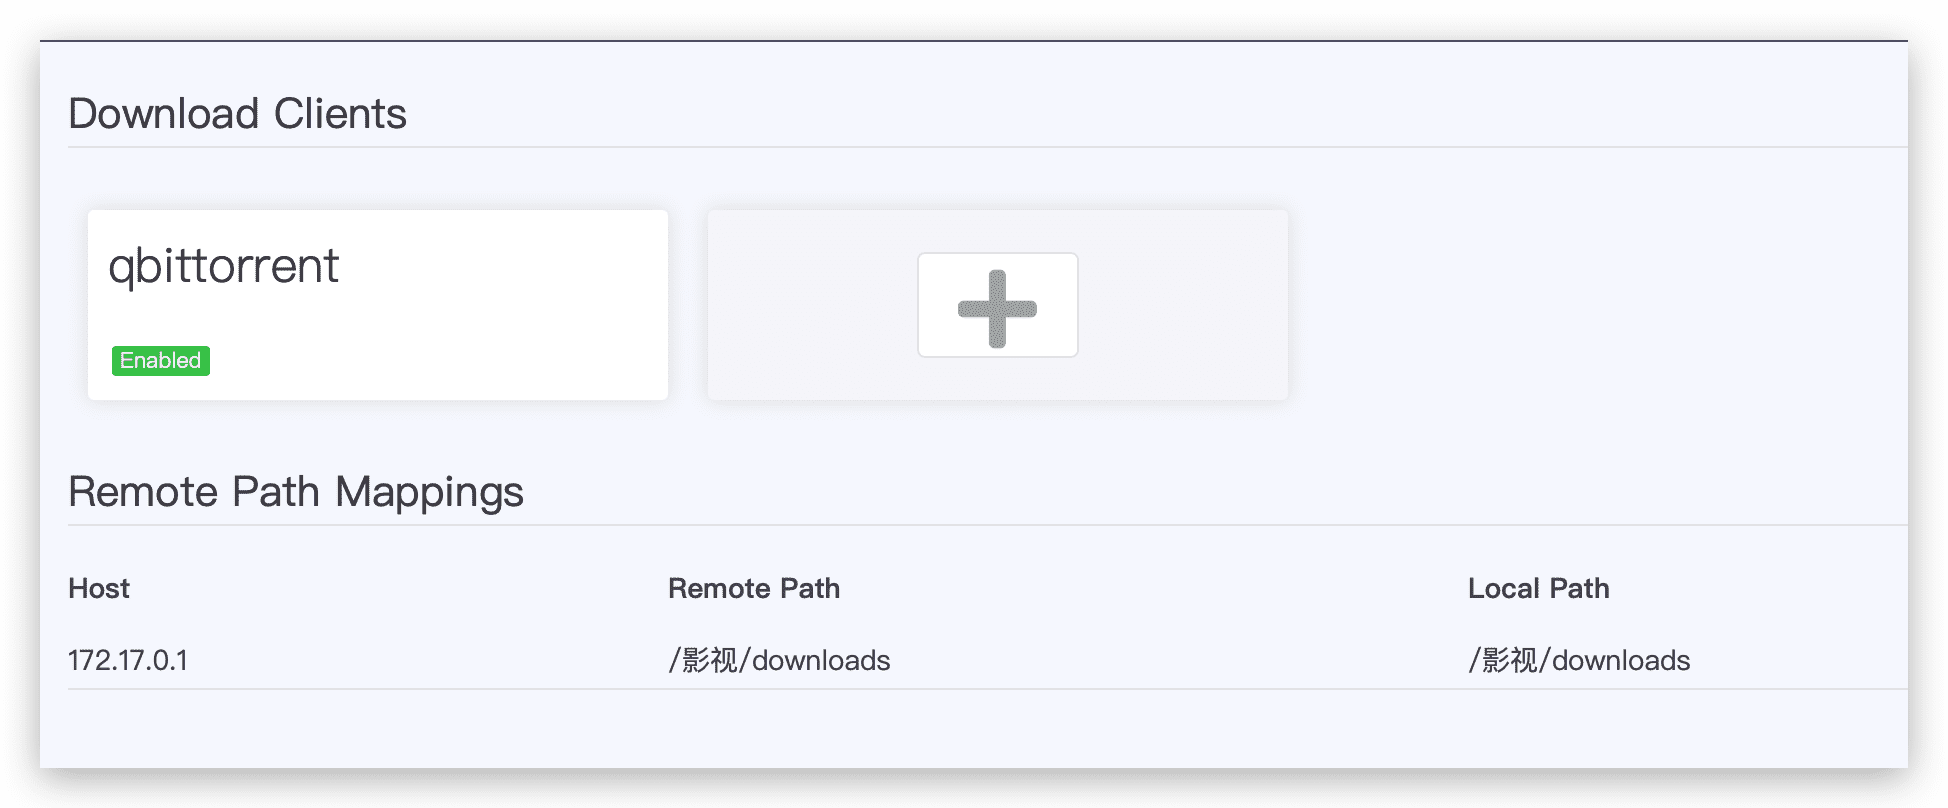 Download Clients
qbittorrent
Enabled
Remote Path Mappings
Host Remote Path Local Path
172.17.0.1 /影视/downloads /影视/downloads